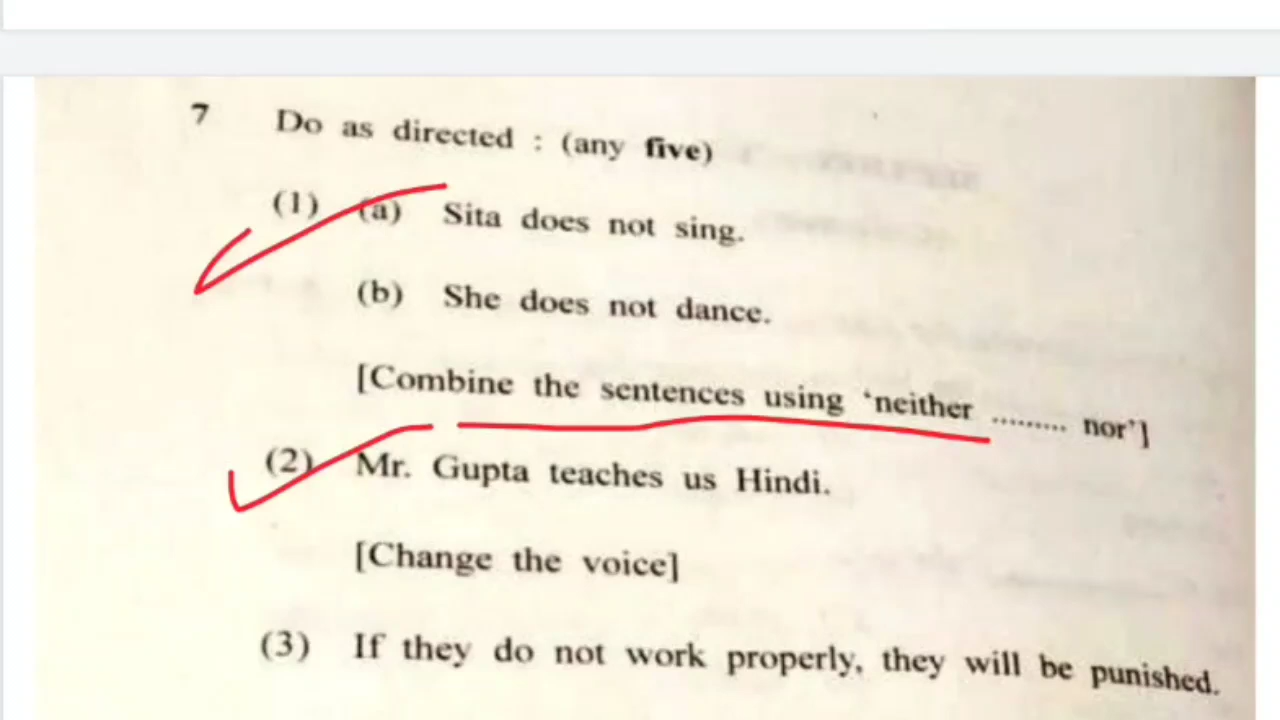 7 Do as directed : (any five)
(1) (a) Sita does not sing.
(b) She does not dance.
[Combine the sentences using ‘neither ......... nor’]
(2) Mr. Gupta teaches us Hindi.
[Change the voice]
(3) If they do not work properly, they will be punished.